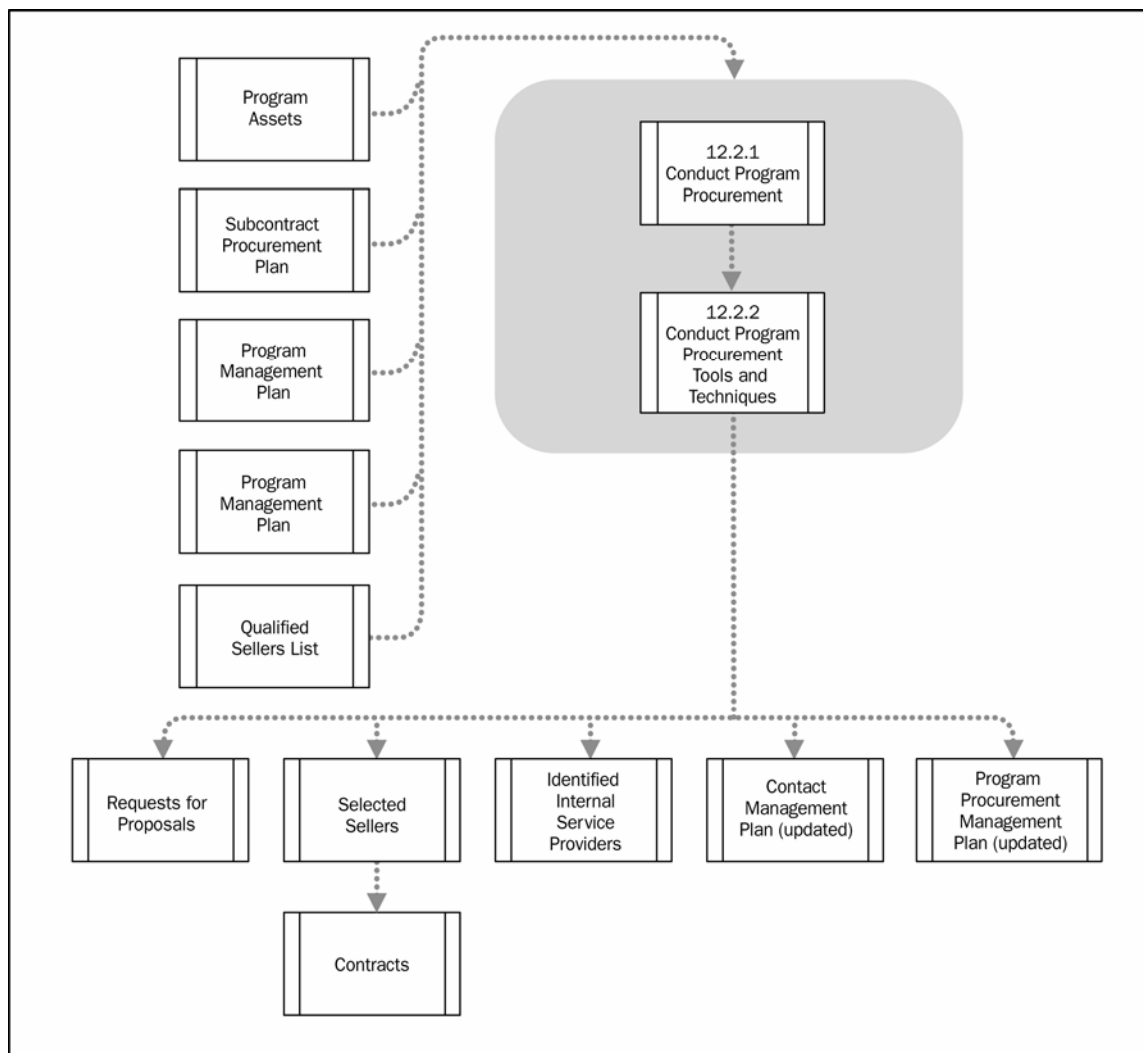 Program
Assets
Subcontract
Procurement
Plan
Program
Management
Plan
Program
Management
Plan
Qualified
Sellers List
12.2.1
Conduct Program
Procurement
12.2.2
Conduct Program
Procurement
Tools and
Techniques
Requests for
Proposals
Selected
Sellers
Identified
Internal
Service
Providers
Contact
Management
Plan (updated)
Program
Procurement
Management
Plan (updated)
Contracts